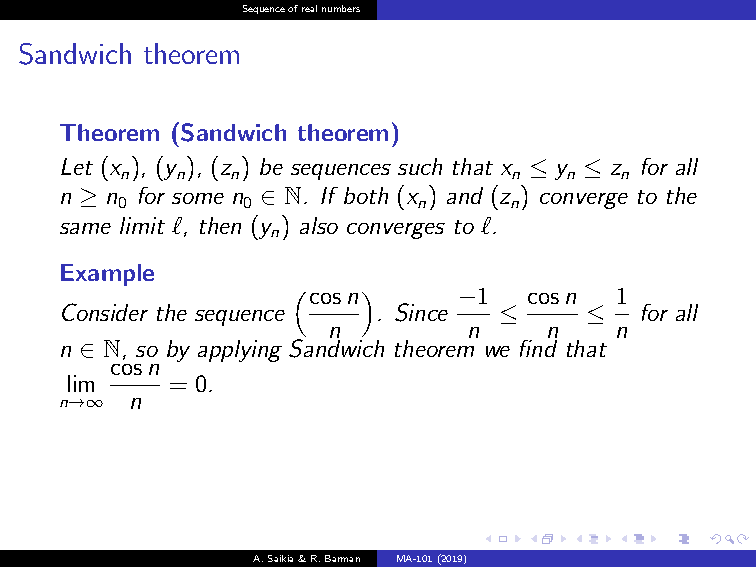 Sequence of real numbers
Sandwich theorem
Theorem (Sandwich theorem)
Let (xₙ), (yₙ), (zₙ) be sequences such that xₙ ≤ yₙ ≤ zₙ for all
n ≥ n₀ for some n₀ ∈ ℕ. If both (xₙ) and (zₙ) converge to the
same limit ℓ, then (yₙ) also converges to ℓ.
Example
Consider the sequence (cos n / n). Since −1/n ≤ cos n / n ≤ 1/n for all
n ∈ ℕ, so by applying Sandwich theorem we find that
lim n→∞ cos n / n = 0.
A. Saikia & R. Barman MA-101 (2019)